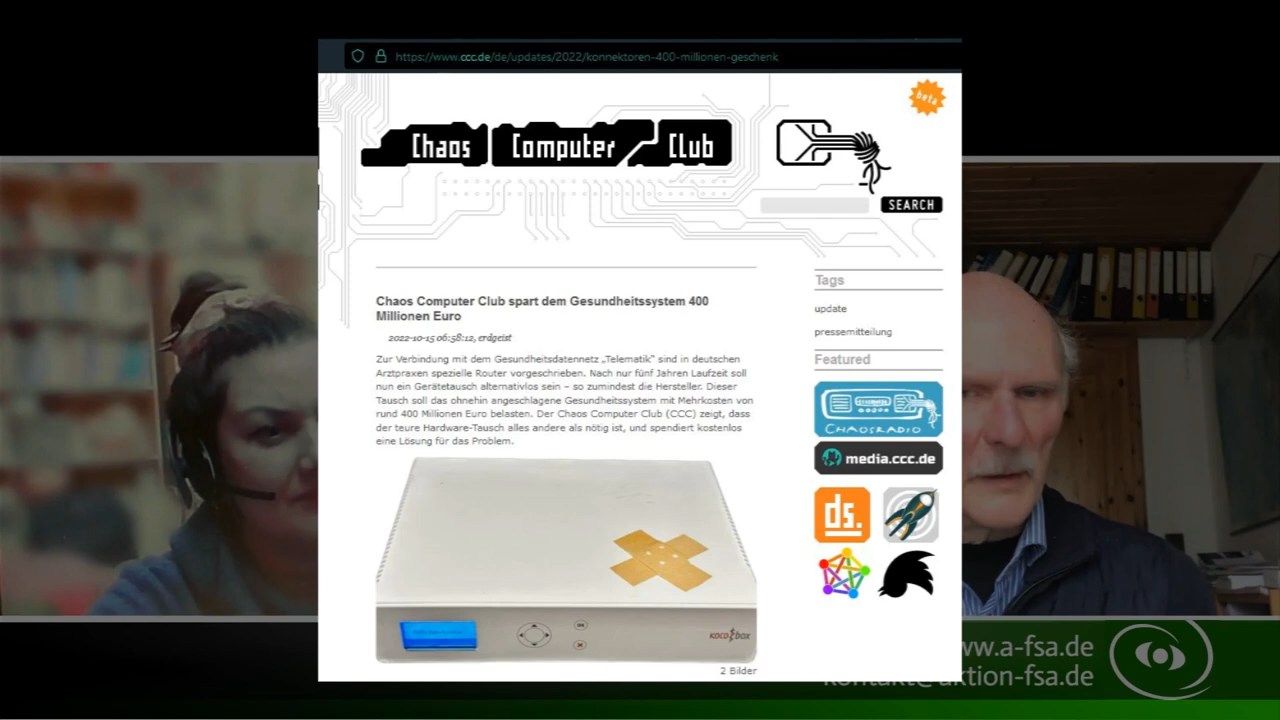 https://www.ccc.de/de/updates/2022/konnektoren-400-millionen-geschenk
beta
Chaos Computer Club
SEARCH
Chaos Computer Club spart dem Gesundheitssystem 400
Millionen Euro
2022-10-15 06:58:12, erdgeist
Zur Verbindung mit dem Gesundheitsdatennetz „Telematik“ sind in deutschen
Arztpraxen spezielle Router vorgeschrieben. Nach nur fünf Jahren Laufzeit soll
nun ein Gerätetausch alternativlos sein – so zumindest die Hersteller. Dieser
Tausch soll das ohnehin angeschlagene Gesundheitssystem mit Mehrkosten von
rund 400 Millionen Euro belasten. Der Chaos Computer Club (CCC) zeigt, dass
der teure Hardware-Tausch alles andere als nötig ist, und spendiert kostenlos
eine Lösung für das Problem.
KOCO box
2 Bilder
Tags
update
pressemitteilung
Featured
CHAOSRADIO
media.ccc.de
ds.
ww.a-fsa.de
kontakt@aktion-fsa.de